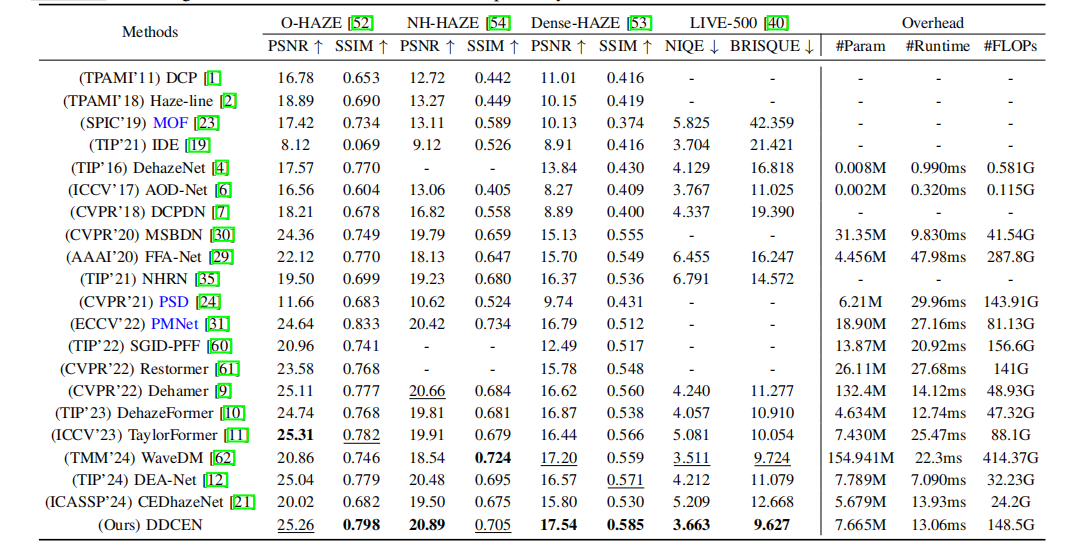 Methods O-HAZE [52] NH-HAZE [54] Dense-HAZE [53] LIVE-500 [40] Overhead
PSNR ↑ SSIM ↑ PSNR ↑ SSIM ↑ PSNR ↑ SSIM ↑ NIQE ↓ BRISQUE ↓ #Param #Runtime #FLOPs
(TPAMI'11) DCP [1] 16.78 0.653 12.72 0.442 11.01 0.416 - - - - -
(TPAMI'18) Haze-line [2] 18.89 0.690 13.27 0.449 10.15 0.419 - - - - -
(SPIC'19) MOF [23] 17.42 0.734 13.11 0.589 10.13 0.374 5.825 42.359 - - -
(TIP'21) IDE [19] 8.12 0.069 9.12 0.526 8.91 0.416 3.704 21.421 - - -
(TIP'16) DehazeNet [4] 17.57 0.770 - - 13.84 0.430 4.129 16.818 0.008M 0.990ms 0.581G
(ICCV'17) AOD-Net [6] 16.56 0.604 13.06 0.405 8.27 0.409 3.767 11.025 0.002M 0.320ms 0.115G
(CVPR'18) DCPDN [7] 18.21 0.678 16.82 0.558 8.89 0.400 4.337 19.390 - - -
(CVPR'20) MSBDN [30] 24.36 0.749 19.79 0.659 15.13 0.555 - - 31.35M 9.830ms 41.54G
(AAAI'20) FFA-Net [29] 22.12 0.770 18.13 0.647 15.70 0.549 6.455 16.247 4.456M 47.98ms 287.8G
(TIP'21) NHRN [35] 19.50 0.699 19.23 0.680 16.37 0.536 6.791 14.572 - - -
(CVPR'21) PSD [24] 11.66 0.683 10.62 0.524 9.74 0.431 - - 6.21M 29.96ms 143.91G
(ECCV'22) PMNet [31] 24.64 0.833 20.42 0.734 16.79 0.512 - - 18.90M 27.16ms 81.13G
(TIP'22) SGID-PFF [60] 20.96 0.741 - - 12.49 0.517 - - 13.87M 20.92ms 156.6G
(CVPR'22) Restormer [61] 23.58 0.768 - - 15.78 0.548 - - 26.11M 27.68ms 141G
(CVPR'22) Dehamer [9] 25.11 0.777 20.66 0.684 16.62 0.560 4.240 11.277 132.4M 14.12ms 48.93G
(TIP'23) DehazeFormer [10] 24.74 0.768 19.81 0.681 16.87 0.538 4.057 10.910 4.634M 12.74ms 47.32G
(ICCV'23) TaylorFormer [11] 25.31 0.782 19.91 0.679 16.44 0.566 5.081 10.054 7.430M 25.47ms 88.1G
(TMM'24) WaveDM [62] 20.86 0.746 18.54 0.724 17.20 0.559 3.511 9.724 154.941M 22.3ms 414.37G
(TIP'24) DEA-Net [12] 25.04 0.779 20.48 0.695 16.57 0.571 4.212 11.079 7.789M 7.090ms 32.23G
(ICASSP'24) CEDhazeNet [21] 20.02 0.682 19.50 0.675 15.80 0.530 5.209 12.668 5.679M 13.93ms 24.2G
(Ours) DDCEN 25.26 0.798 20.89 0.705 17.54 0.585 3.663 9.627 7.665M 13.06ms 148.5G